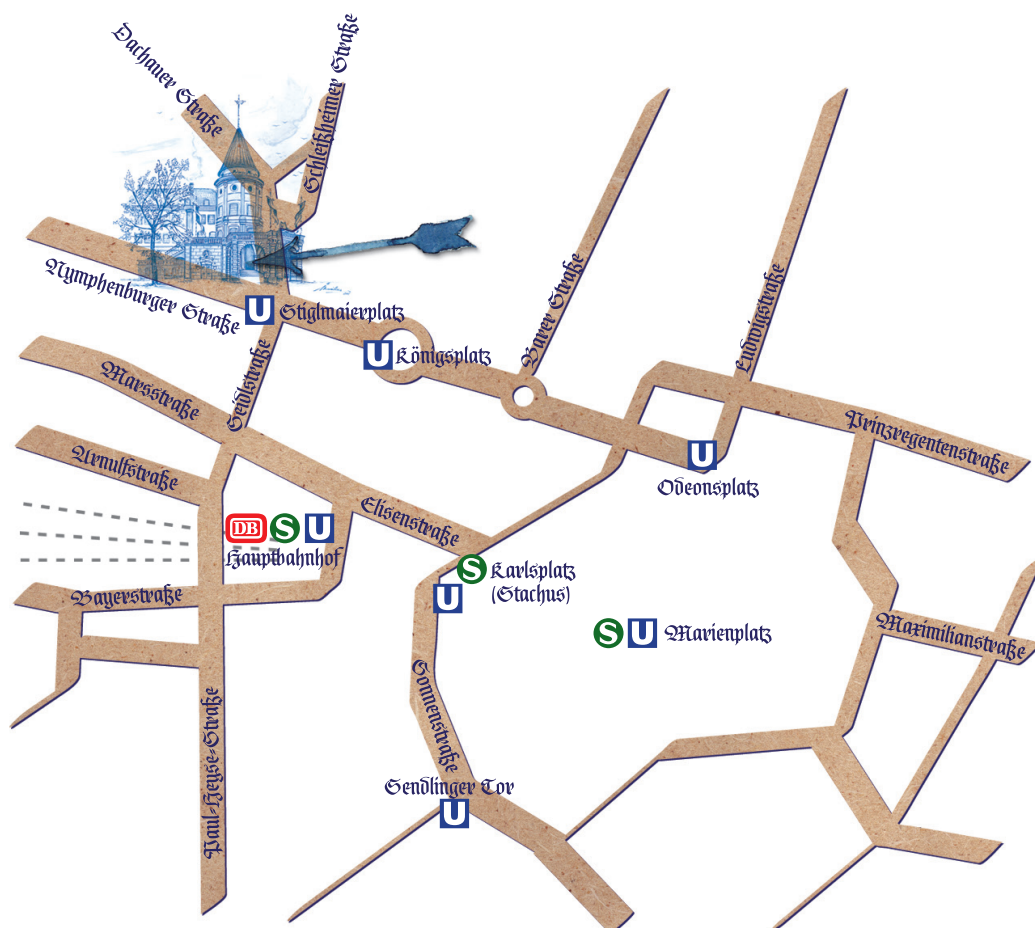 Dachauer Straße
Schleißheimer Straße
Nymphenburger Straße
U
Stiglmaierplatz
U
Königsplatz
Barer Straße
Ludwigstraße
Marsstraße
Seidlstraße
Prinzregentenstraße
Arnulfstraße
U
Odeonsplatz
Elisenstraße
DB S U
Hauptbahnhof
S
Karlsplatz
(Stachus)
U
Bayerstraße
S U
Marienplatz
Maximilianstraße
Sonnenstraße
Paul-Heyse-Straße
Sendlinger Tor
U